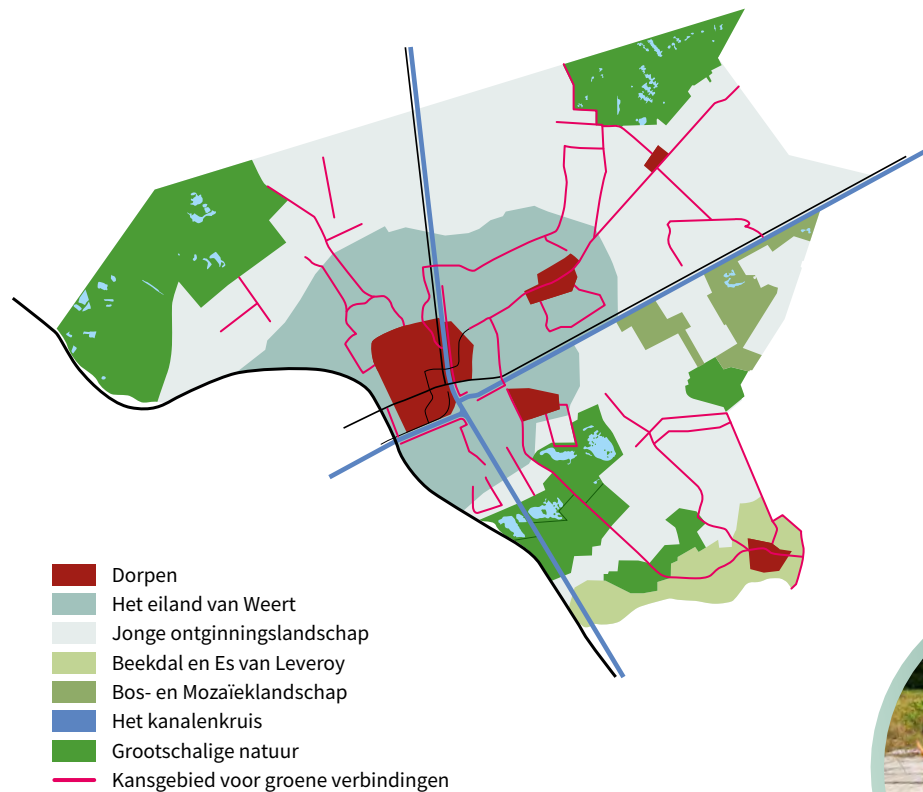 Dorpen
Het eiland van Weert
Jonge ontginningslandschap
Beekdal en Es van Leveroy
Bos- en Mozaïeklandschap
Het kanalenkruis
Grootschalige natuur
Kansgebied voor groene verbindingen